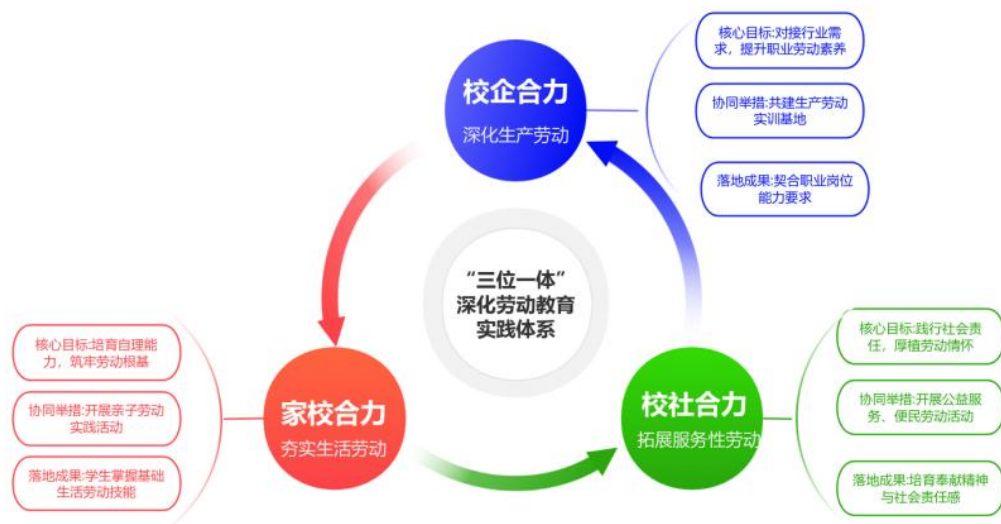 核心目标:对接行业需
求，提升职业劳动素养
校企合力
深化生产劳动
协同举措:共建生产劳动
实训基地
落地成果:契合职业岗位
能力要求
“三位一体”
深化劳动教育
实践体系
核心目标:培育自理能
力，筑牢劳动根基
协同举措:开展亲子劳动
实践活动
落地成果:学生掌握基础
生活劳动技能
家校合力
夯实生活劳动
校社合力
拓展服务性劳动
核心目标:践行社会责
任，厚植劳动情怀
协同举措:开展公益服
务、便民劳动活动
落地成果:培育奉献精神
与社会责任感